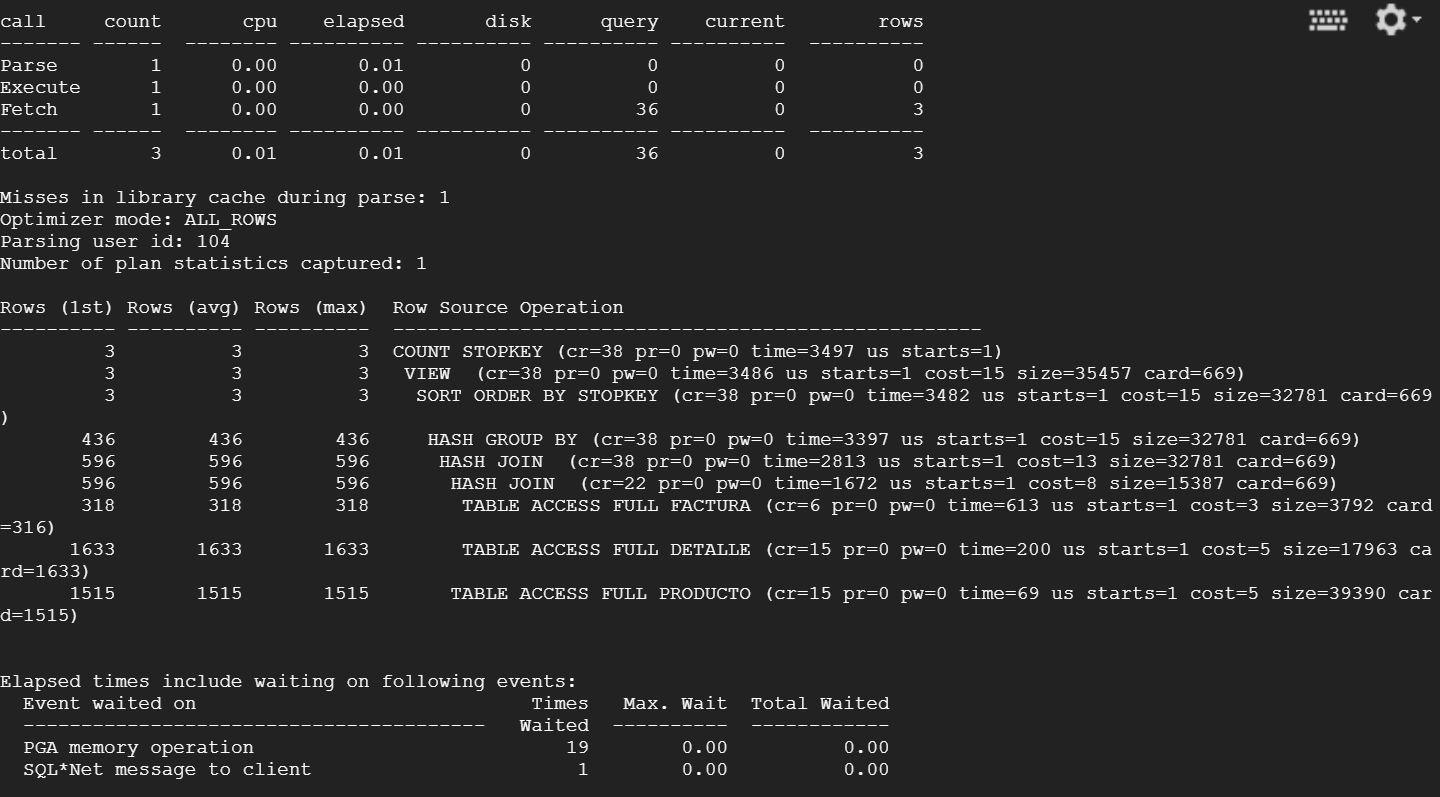 call     count       cpu    elapsed       disk      query    current        rows
------- ------  -------- ---------- ---------- ---------- ----------  ----------
Parse        1      0.00       0.01          0          0          0           0
Execute      1      0.00       0.00          0          0          0           0
Fetch        1      0.00       0.00          0         36          0           3
------- ------  -------- ---------- ---------- ---------- ----------  ----------
total        3      0.01       0.01          0         36          0           3
Misses in library cache during parse: 1
Optimizer mode: ALL_ROWS
Parsing user id: 104
Number of plan statistics captured: 1
Rows (1st) Rows (avg) Rows (max)  Row Source Operation
---------- ---------- ----------  ---------------------------------------------------
         3          3          3  COUNT STOPKEY (cr=38 pr=0 pw=0 time=3497 us starts=1)
         3          3          3   VIEW  (cr=38 pr=0 pw=0 time=3486 us starts=1 cost=15 size=35457 card=669)
         3          3          3    SORT ORDER BY STOPKEY (cr=38 pr=0 pw=0 time=3482 us starts=1 cost=15 size=32781 card=669
)
       436        436        436     HASH GROUP BY (cr=38 pr=0 pw=0 time=3397 us starts=1 cost=15 size=32781 card=669)
       596        596        596      HASH JOIN  (cr=38 pr=0 pw=0 time=2813 us starts=1 cost=13 size=32781 card=669)
       596        596        596       HASH JOIN  (cr=22 pr=0 pw=0 time=1672 us starts=1 cost=8 size=15387 card=669)
       318        318        318        TABLE ACCESS FULL FACTURA (cr=6 pr=0 pw=0 time=613 us starts=1 cost=3 size=3792 card
=316)
      1633       1633       1633        TABLE ACCESS FULL DETALLE (cr=15 pr=0 pw=0 time=200 us starts=1 cost=5 size=17963 ca
rd=1633)
      1515       1515       1515       TABLE ACCESS FULL PRODUCTO (cr=15 pr=0 pw=0 time=69 us starts=1 cost=5 size=39390 car
d=1515)
Elapsed times include waiting on following events:
  Event waited on                             Times   Max. Wait  Total Waited
  ----------------------------------------   Waited  ----------  ------------
  PGA memory operation                           19        0.00          0.00
  SQL*Net message to client                       1        0.00          0.00